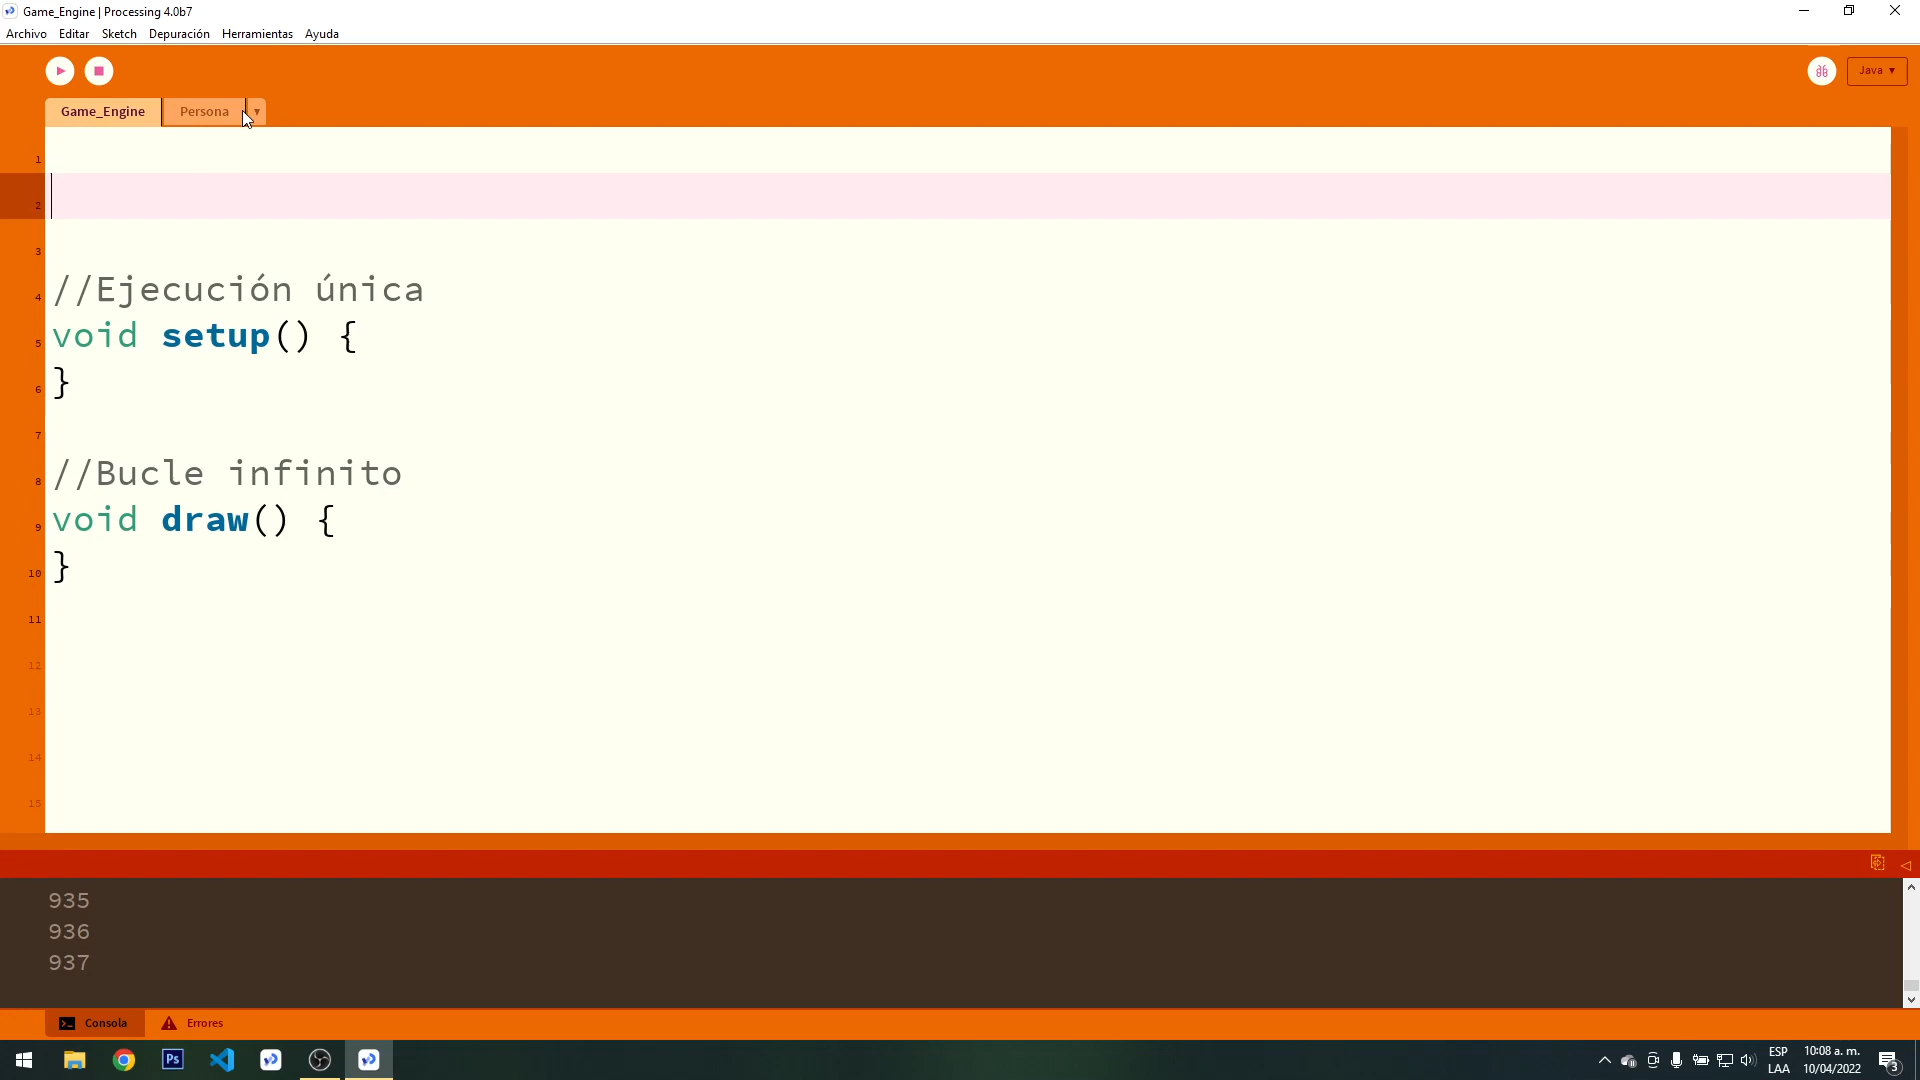 Game_Engine | Processing 4.0b7
Archivo Editar Sketch Depuración Herramientas Ayuda
Java ▾
Game_Engine Persona ▾
1
2
3
4 //Ejecución única
5 void setup() {
6 }
7
8 //Bucle infinito
9 void draw() {
10 }
11
12
13
14
15
935
936
937
Consola Errores
Ps
ESP
LAA
10:08 a. m.
10/04/2022
3